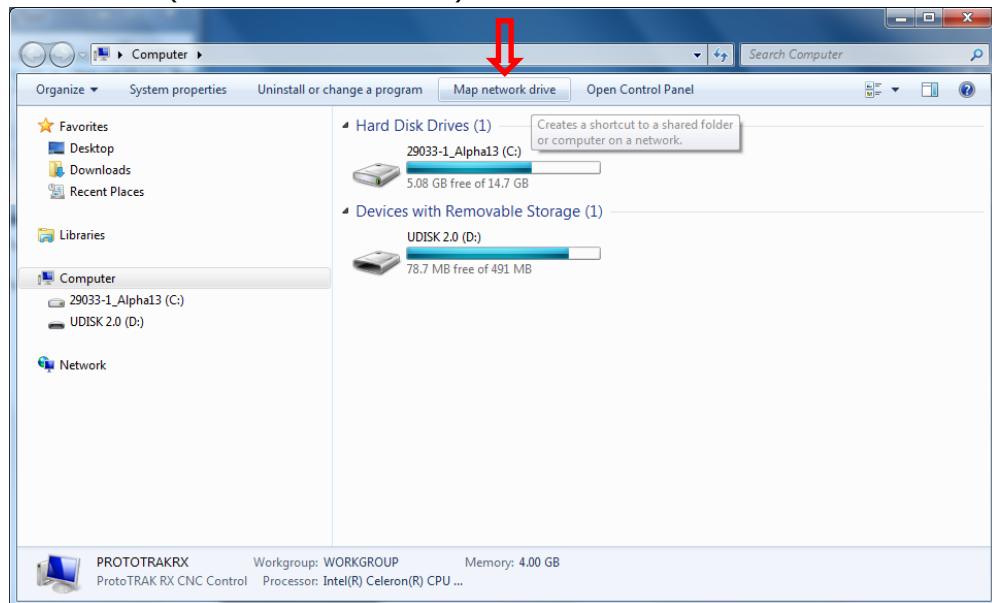 Computer
Search Computer
Organize System properties Uninstall or change a program Map network drive Open Control Panel
Creates a shortcut to a shared folder
or computer on a network.
Favorites
Desktop
Downloads
Recent Places
Libraries
Computer
29033-1_Alpha13 (C:)
UDISK 2.0 (D:)
Network
Hard Disk Drives (1)
29033-1_Alpha13 (C:)
5.08 GB free of 14.7 GB
Devices with Removable Storage (1)
UDISK 2.0 (D:)
78.7 MB free of 491 MB
PROTOTRAKRX Workgroup: WORKGROUP Memory: 4.00 GB
ProtoTRAK RX CNC Control Processor: Intel(R) Celeron(R) CPU ...